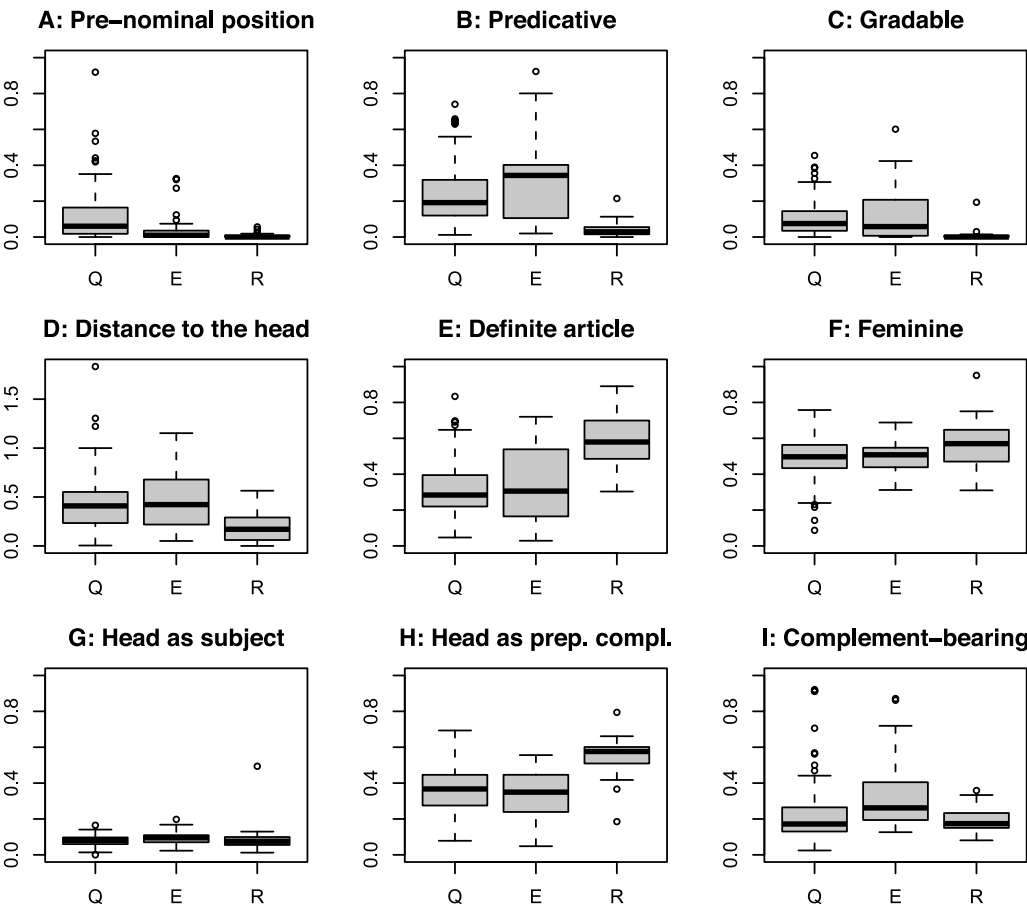 A: Pre-nominal position
0.0 0.4 0.8
Q E R
B: Predicative
0.0 0.4 0.8
Q E R
C: Gradable
0.0 0.4 0.8
Q E R
D: Distance to the head
0.0 0.5 1.0 1.5
Q E R
E: Definite article
0.0 0.4 0.8
Q E R
F: Feminine
0.0 0.4 0.8
Q E R
G: Head as subject
0.0 0.4 0.8
Q E R
H: Head as prep. compl.
0.0 0.4 0.8
Q E R
I: Complement-bearing
0.0 0.4 0.8
Q E R